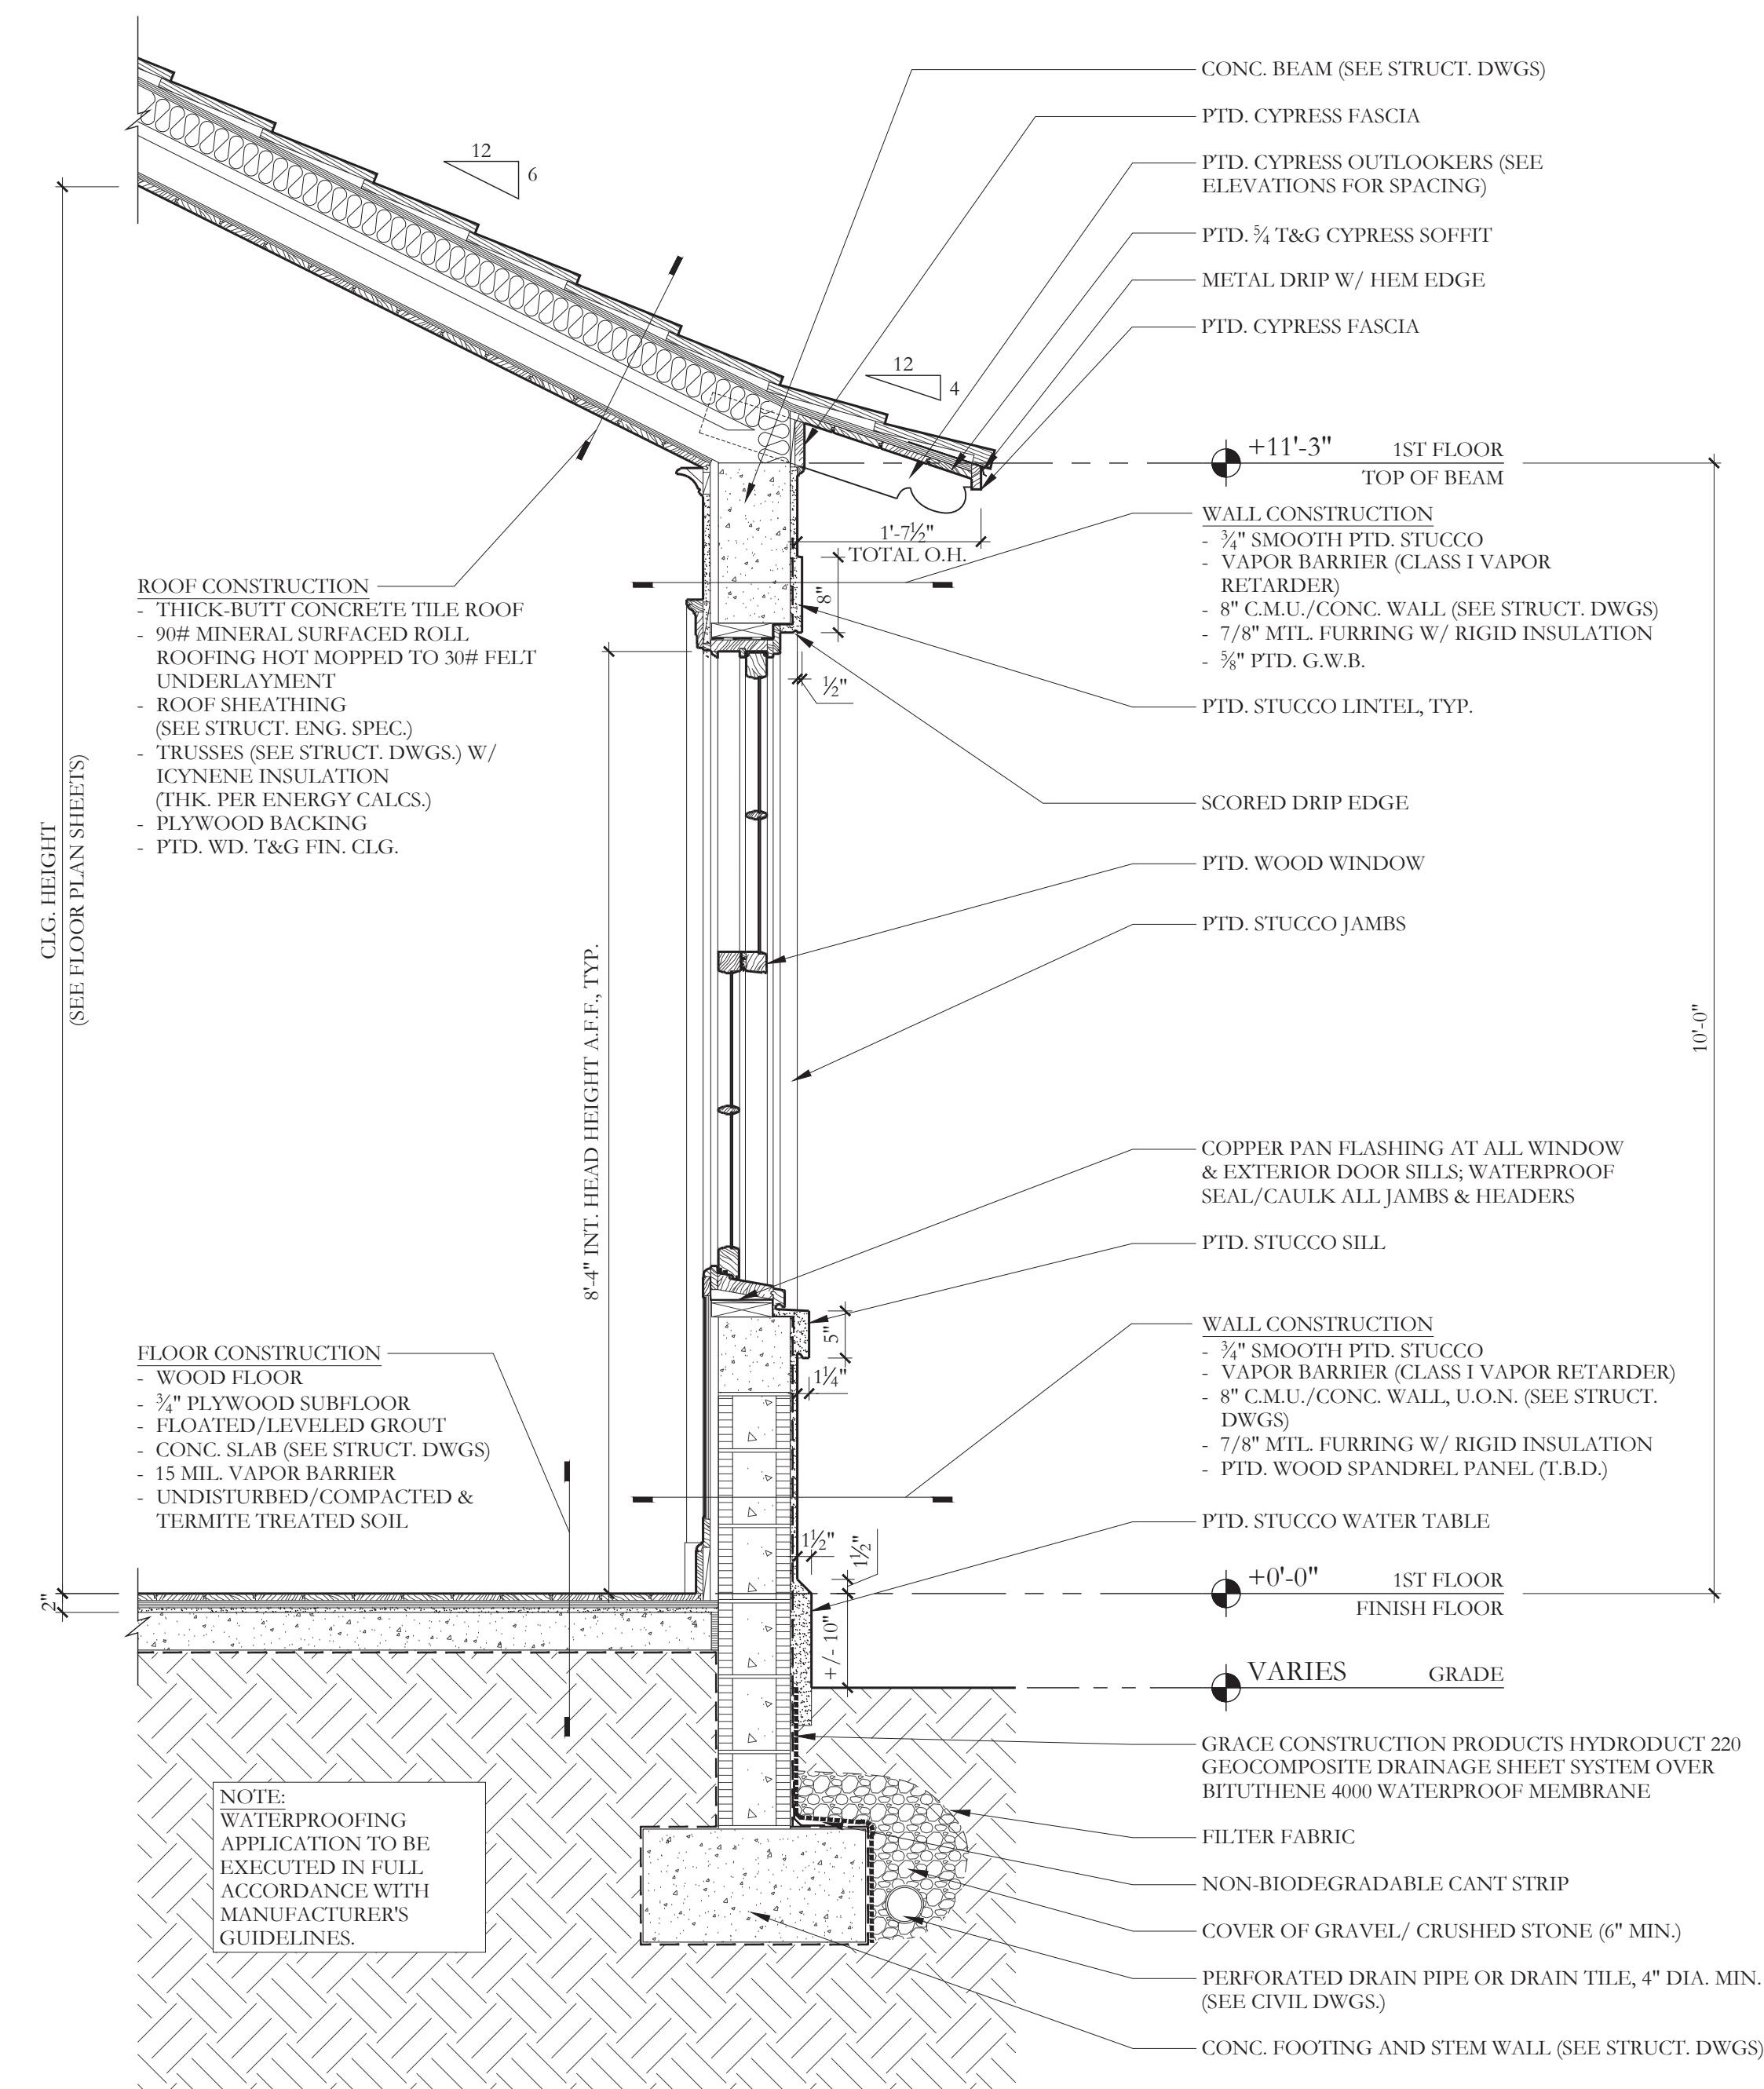 CONC. BEAM (SEE STRUCT. DWGS)
PTD. CYPRESS FASCIA
PTD. CYPRESS OUTLOOKERS (SEE
ELEVATIONS FOR SPACING)
PTD. 5/4 T&G CYPRESS SOFFIT
METAL DRIP W/ HEM EDGE
PTD. CYPRESS FASCIA
12
6
12
4
+11'-3" 1ST FLOOR
TOP OF BEAM
1'-7½"
TOTAL O.H.
8"
½"
WALL CONSTRUCTION
- ¾" SMOOTH PTD. STUCCO
- VAPOR BARRIER (CLASS I VAPOR
RETARDER)
- 8" C.M.U./CONC. WALL (SEE STRUCT. DWGS)
- 7/8" MTL. FURRING W/ RIGID INSULATION
- ⅝" PTD. G.W.B.
PTD. STUCCO LINTEL, TYP.
SCORED DRIP EDGE
PTD. WOOD WINDOW
PTD. STUCCO JAMBS
ROOF CONSTRUCTION
- THICK-BUTT CONCRETE TILE ROOF
- 90# MINERAL SURFACED ROLL
ROOFING HOT MOPPED TO 30# FELT
UNDERLAYMENT
- ROOF SHEATHING
(SEE STRUCT. ENG. SPEC.)
- TRUSSES (SEE STRUCT. DWGS.) W/
ICYNENE INSULATION
(THK. PER ENERGY CALCS.)
- PLYWOOD BACKING
- PTD. WD. T&G FIN. CLG.
CLG. HEIGHT
(SEE FLOOR PLAN SHEETS)
8'-4" INT. HEAD HEIGHT A.F.F., TYP.
10'-0"
COPPER PAN FLASHING AT ALL WINDOW
& EXTERIOR DOOR SILLS; WATERPROOF
SEAL/CAULK ALL JAMBS & HEADERS
PTD. STUCCO SILL
5"
1¼"
WALL CONSTRUCTION
- ¾" SMOOTH PTD. STUCCO
- VAPOR BARRIER (CLASS I VAPOR RETARDER)
- 8" C.M.U./CONC. WALL, U.O.N. (SEE STRUCT.
DWGS)
- 7/8" MTL. FURRING W/ RIGID INSULATION
- PTD. WOOD SPANDREL PANEL (T.B.D.)
PTD. STUCCO WATER TABLE
FLOOR CONSTRUCTION
- WOOD FLOOR
- ¾" PLYWOOD SUBFLOOR
- FLOATED/LEVELED GROUT
- CONC. SLAB (SEE STRUCT. DWGS)
- 15 MIL. VAPOR BARRIER
- UNDISTURBED/COMPACTED &
TERMITE TREATED SOIL
1½"
1½"
2"
+/- 10"
+0'-0" 1ST FLOOR
FINISH FLOOR
VARIES GRADE
GRACE CONSTRUCTION PRODUCTS HYDRODUCT 220
GEOCOMPOSITE DRAINAGE SHEET SYSTEM OVER
BITUTHENE 4000 WATERPROOF MEMBRANE
FILTER FABRIC
NON-BIODEGRADABLE CANT STRIP
COVER OF GRAVEL/ CRUSHED STONE (6" MIN.)
PERFORATED DRAIN PIPE OR DRAIN TILE, 4" DIA. MIN.
(SEE CIVIL DWGS.)
CONC. FOOTING AND STEM WALL (SEE STRUCT. DWGS)
NOTE:
WATERPROOFING
APPLICATION TO BE
EXECUTED IN FULL
ACCORDANCE WITH
MANUFACTURER'S
GUIDELINES.